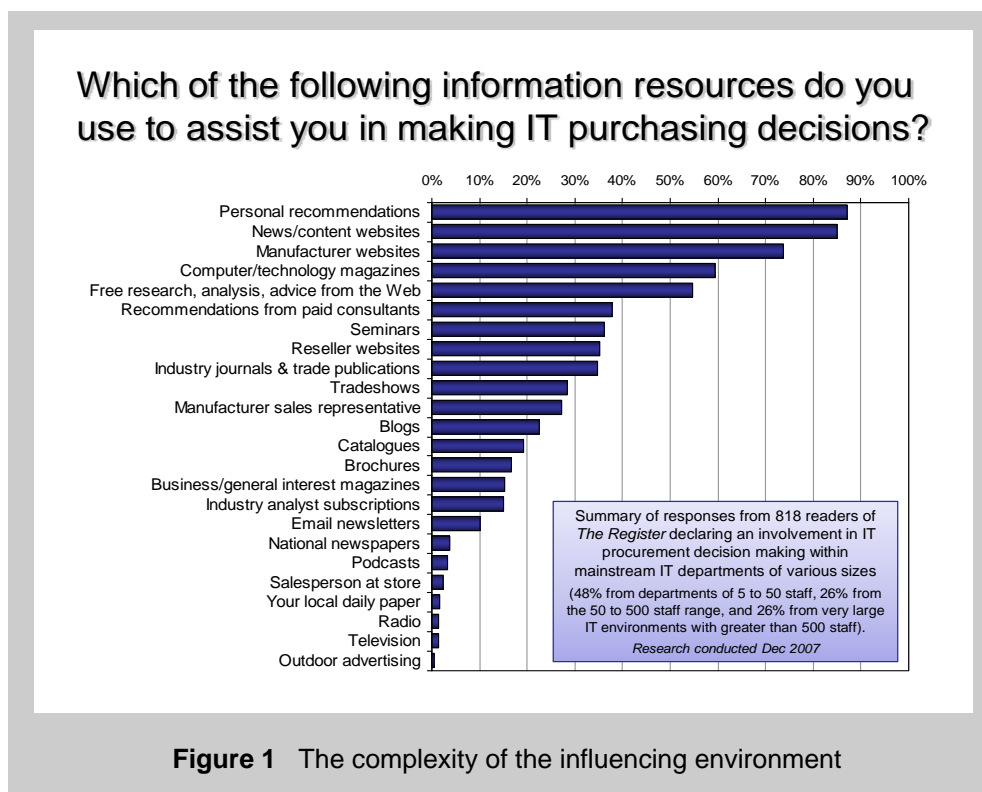 Which of the following information resources do you
use to assist you in making IT purchasing decisions?
0% 10% 20% 30% 40% 50% 60% 70% 80% 90% 100%
Personal recommendations
News/content websites
Manufacturer websites
Computer/technology magazines
Free research, analysis, advice from the Web
Recommendations from paid consultants
Seminars
Reseller websites
Industry journals & trade publications
Tradeshows
Manufacturer sales representative
Blogs
Catalogues
Brochures
Business/general interest magazines
Industry analyst subscriptions
Email newsletters
National newspapers
Podcasts
Salesperson at store
Your local daily paper
Radio
Television
Outdoor advertising
Summary of responses from 818 readers of
The Register declaring an involvement in IT
procurement decision making within
mainstream IT departments of various sizes
(48% from departments of 5 to 50 staff, 26% from
the 50 to 500 staff range, and 26% from very large
IT environments with greater than 500 staff).
Research conducted Dec 2007
Figure 1 The complexity of the influencing environment